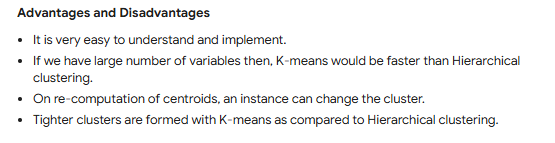 Advantages and Disadvantages
• It is very easy to understand and implement.
• If we have large number of variables then, K-means would be faster than Hierarchical
clustering.
• On re-computation of centroids, an instance can change the cluster.
• Tighter clusters are formed with K-means as compared to Hierarchical clustering.